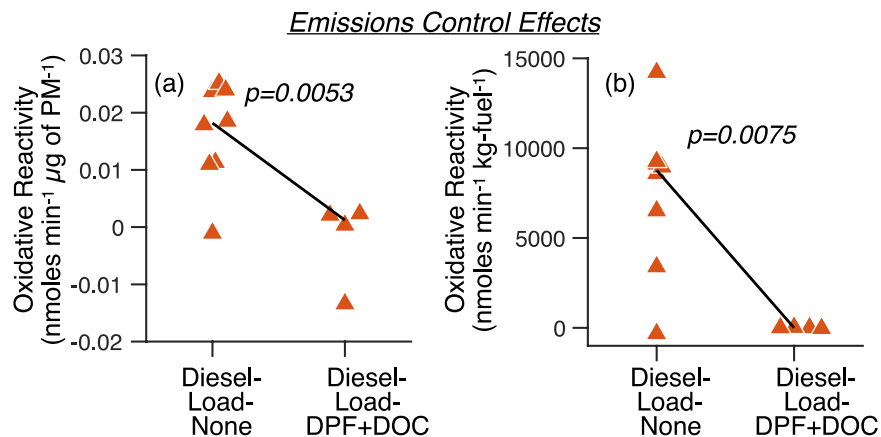 Emissions Control Effects
Oxidative Reactivity
(nmoles min⁻¹ µg of PM⁻¹)
0.03
0.02
0.01
0
-0.01
-0.02
(a)
p=0.0053
Diesel-
Load-
None
Diesel-
Load-
DPF+DOC
Oxidative Reactivity
(nmoles min⁻¹ kg-fuel⁻¹)
15000
10000
5000
0
(b)
p=0.0075
Diesel-
Load-
None
Diesel-
Load-
DPF+DOC